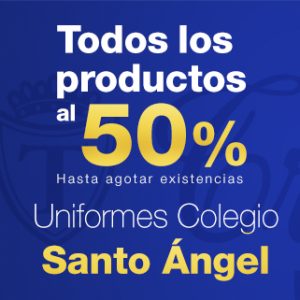 Todos los
productos
al 50%
Hasta agotar existencias
Uniformes Colegio
Santo Ángel